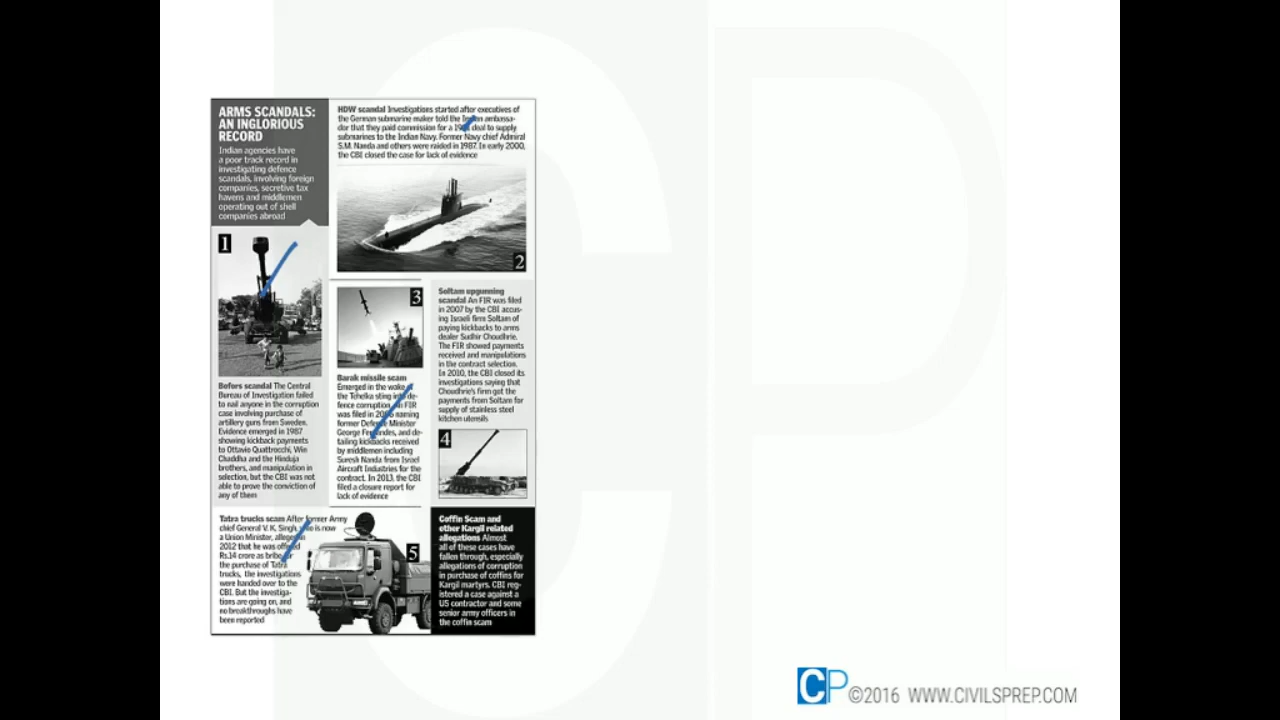 ARMS SCANDALS:
AN INGLORIOUS
RECORD
Indian agencies have
a poor track record in
investigating defence
scandals, involving foreign
companies, secretive tax
havens and middlemen
operating out of shell
companies abroad
HDW scandal Investigations started after executives of
the German submarine maker told the Indian ambassa-
dor that they paid commission for a deal to supply
submarines to the Indian Navy. Former Navy chief Admiral
S.M. Nanda and others were raided in 1987. In early 2000,
the CBI closed the case for lack of evidence
1
2
Bofors scandal The Central
Bureau of Investigation failed
to nail anyone in the corruption
case involving purchase of
artillery guns from Sweden.
Evidence emerged in 1987
showing kickback payments
to Ottavio Quattrocchi, Win
Chaddha and the Hinduja
brothers, and manipulation in
selection, but the CBI was not
able to prove the conviction of
any of them
3
Barak missile scam
Emerged in the wake of
the Tehelka sting into de-
fence corruption. An FIR
was filed in 2006 naming
former Defence Minister
George Fernandes, and de-
tailing kickbacks received
by middlemen including
Suresh Nanda from Israel
Aircraft Industries for the
contract. In 2013, the CBI
filed a closure report for
lack of evidence
Soltam upgunning
scandal An FIR was filed
in 2007 by the CBI accus-
ing Israeli firm Soltam of
paying kickbacks to arms
dealer Sudhir Choudhrie.
The FIR showed payments
received and manipulations
in the contract selection.
In 2010, the CBI closed its
investigations saying that
Choudhrie's firm got the
payments from Soltam for
supply of stainless steel
kitchen utensils
4
Tatra trucks scam After former Army
chief General V. K. Singh, who is now
a Union Minister, alleged in
2012 that he was offered
Rs.14 crore as bribe for
the purchase of Tatra
trucks, the investigations
were handed over to the
CBI. But the investiga-
tions are going on, and
no breakthroughs have
been reported
5
Coffin Scam and
other Kargil related
allegations Almost
all of these cases have
fallen through, especially
allegations of corruption
in purchase of coffins for
Kargil martyrs. CBI reg-
istered a case against a
US contractor and some
senior army officers in
the coffin scam
CP ©2016 WWW.CIVILSPREP.COM